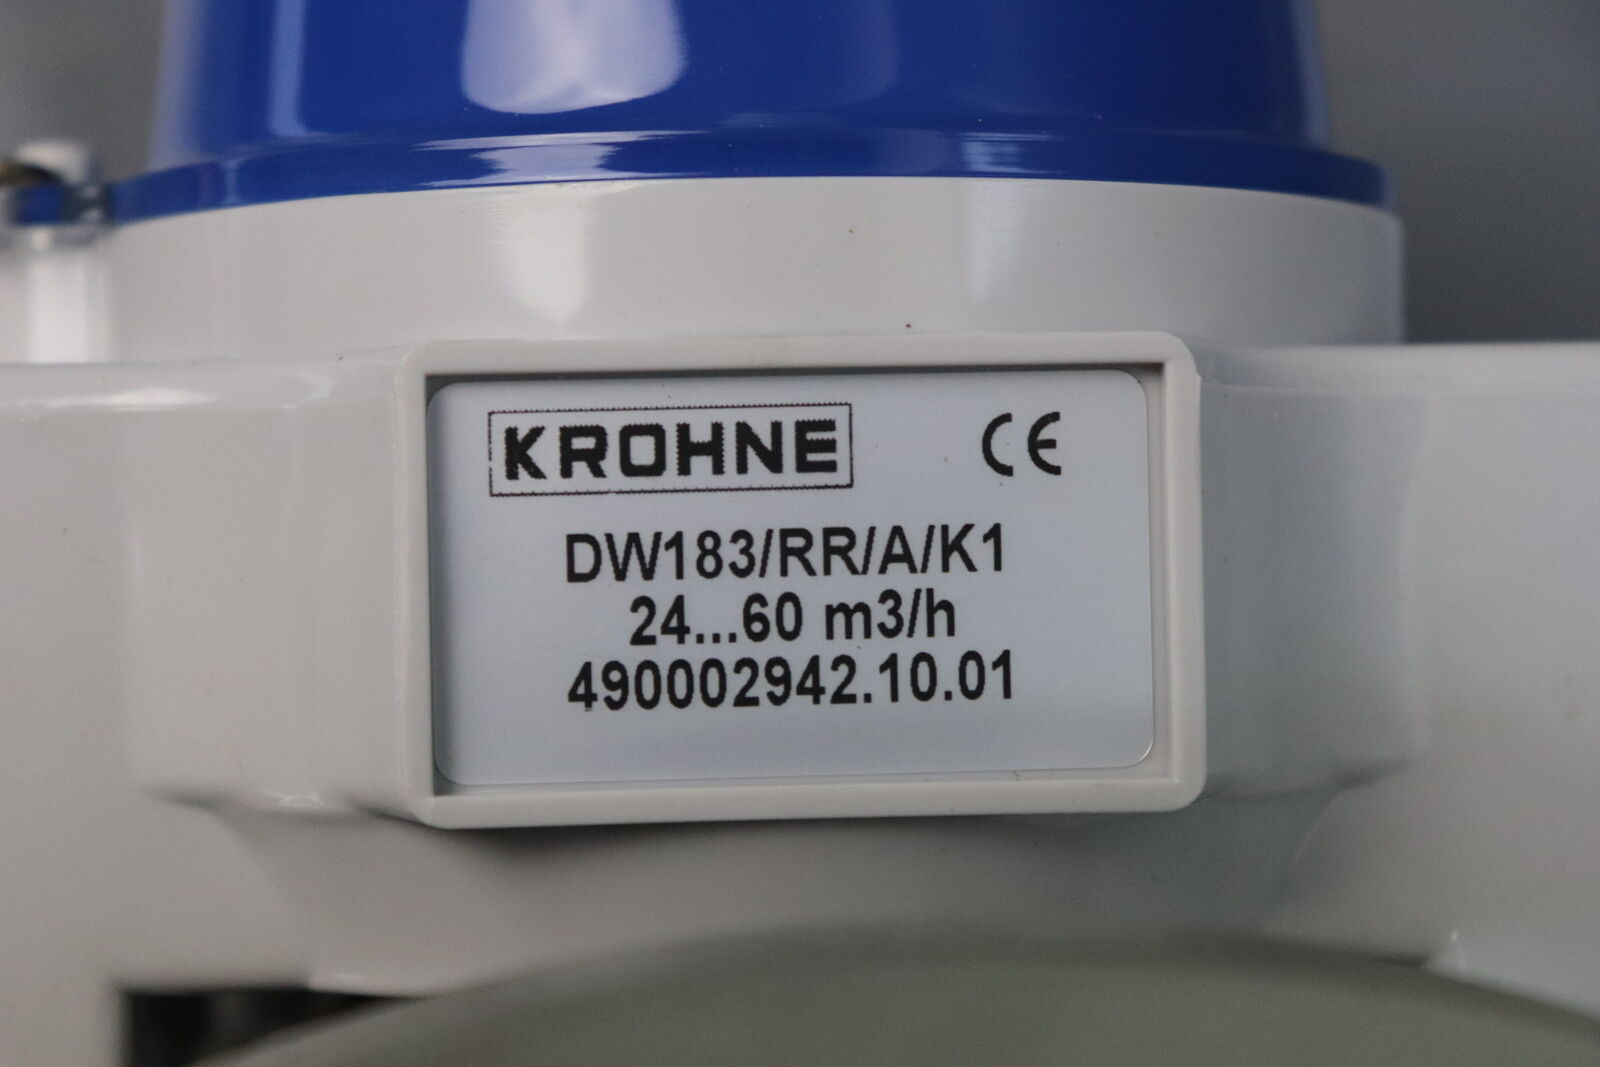 KROHNE CE
DW183/RR/A/K1
24...60 m3/h
490002942.10.01